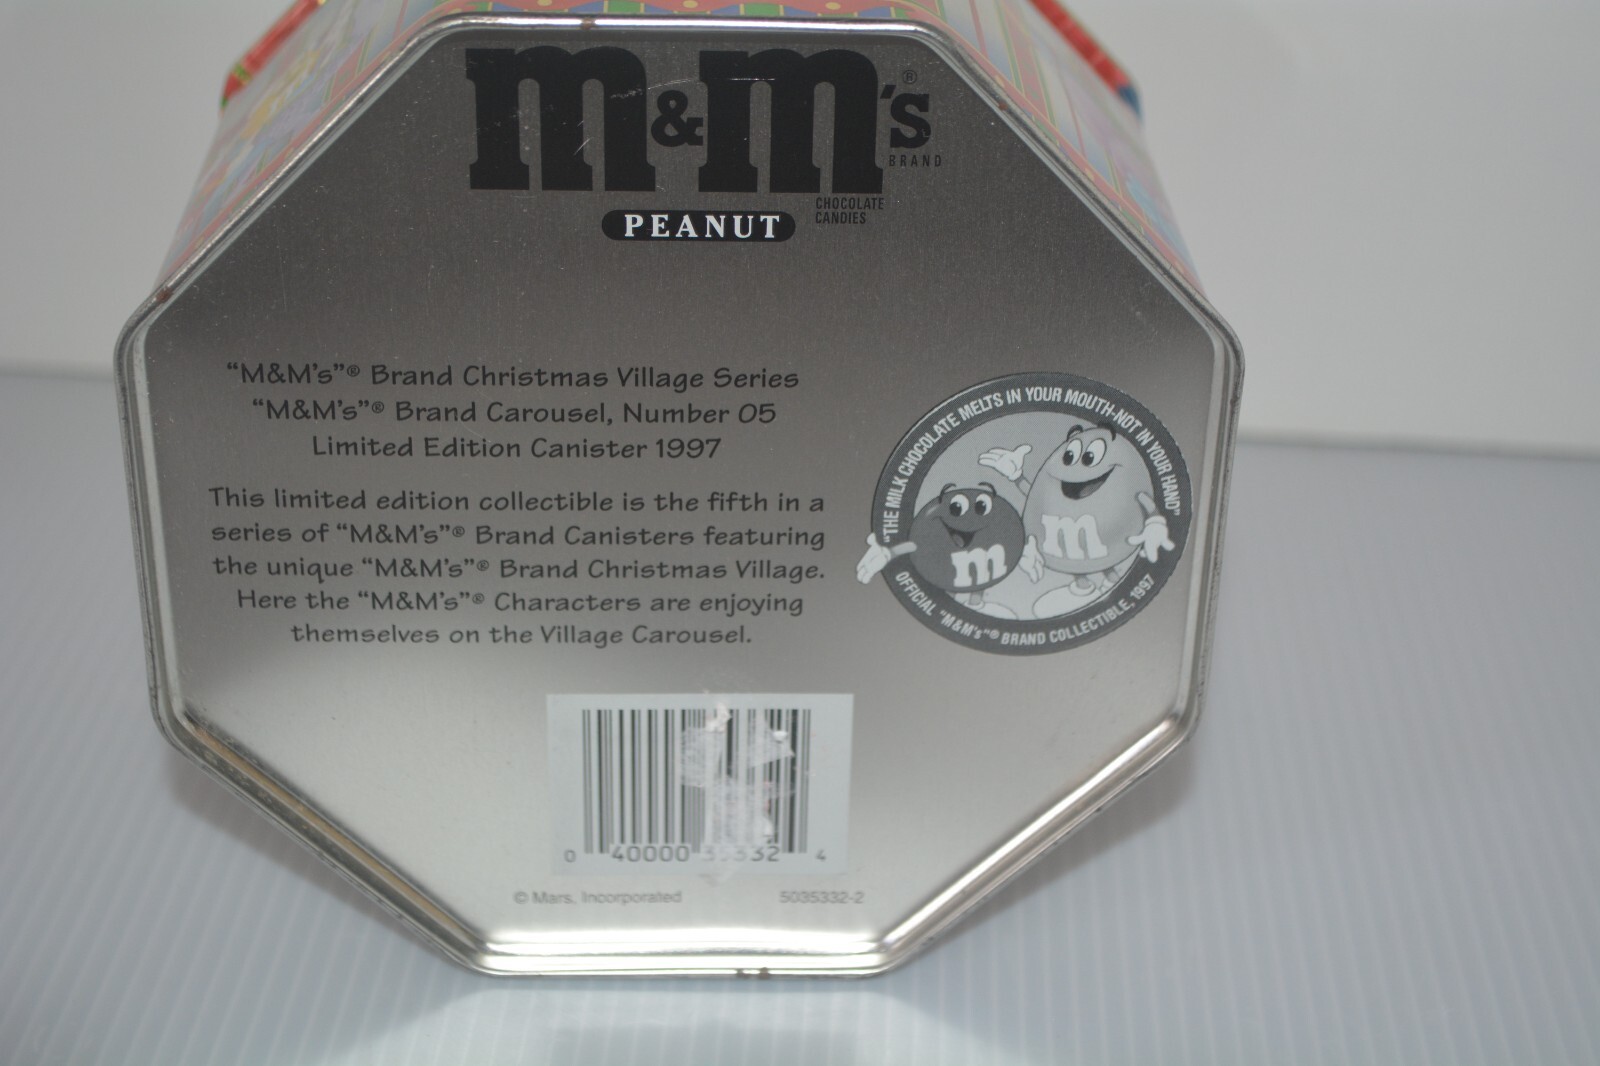 m&m's®
BRAND
CHOCOLATE
CANDIES
PEANUT
“M&M's”® Brand Christmas Village Series
“M&M's”® Brand Carousel, Number 05
Limited Edition Canister 1997
This limited edition collectible is the fifth in a
series of “M&M's”® Brand Canisters featuring
the unique “M&M's”® Brand Christmas Village.
Here the “M&M's”® Characters are enjoying
themselves on the Village Carousel.
“THE MILK CHOCOLATE MELTS IN YOUR MOUTH-NOT IN YOUR HAND”
m
m
OFFICIAL “M&M's”® BRAND COLLECTIBLE, 1997
0 40000 35332 4
© Mars, Incorporated 5035332-2